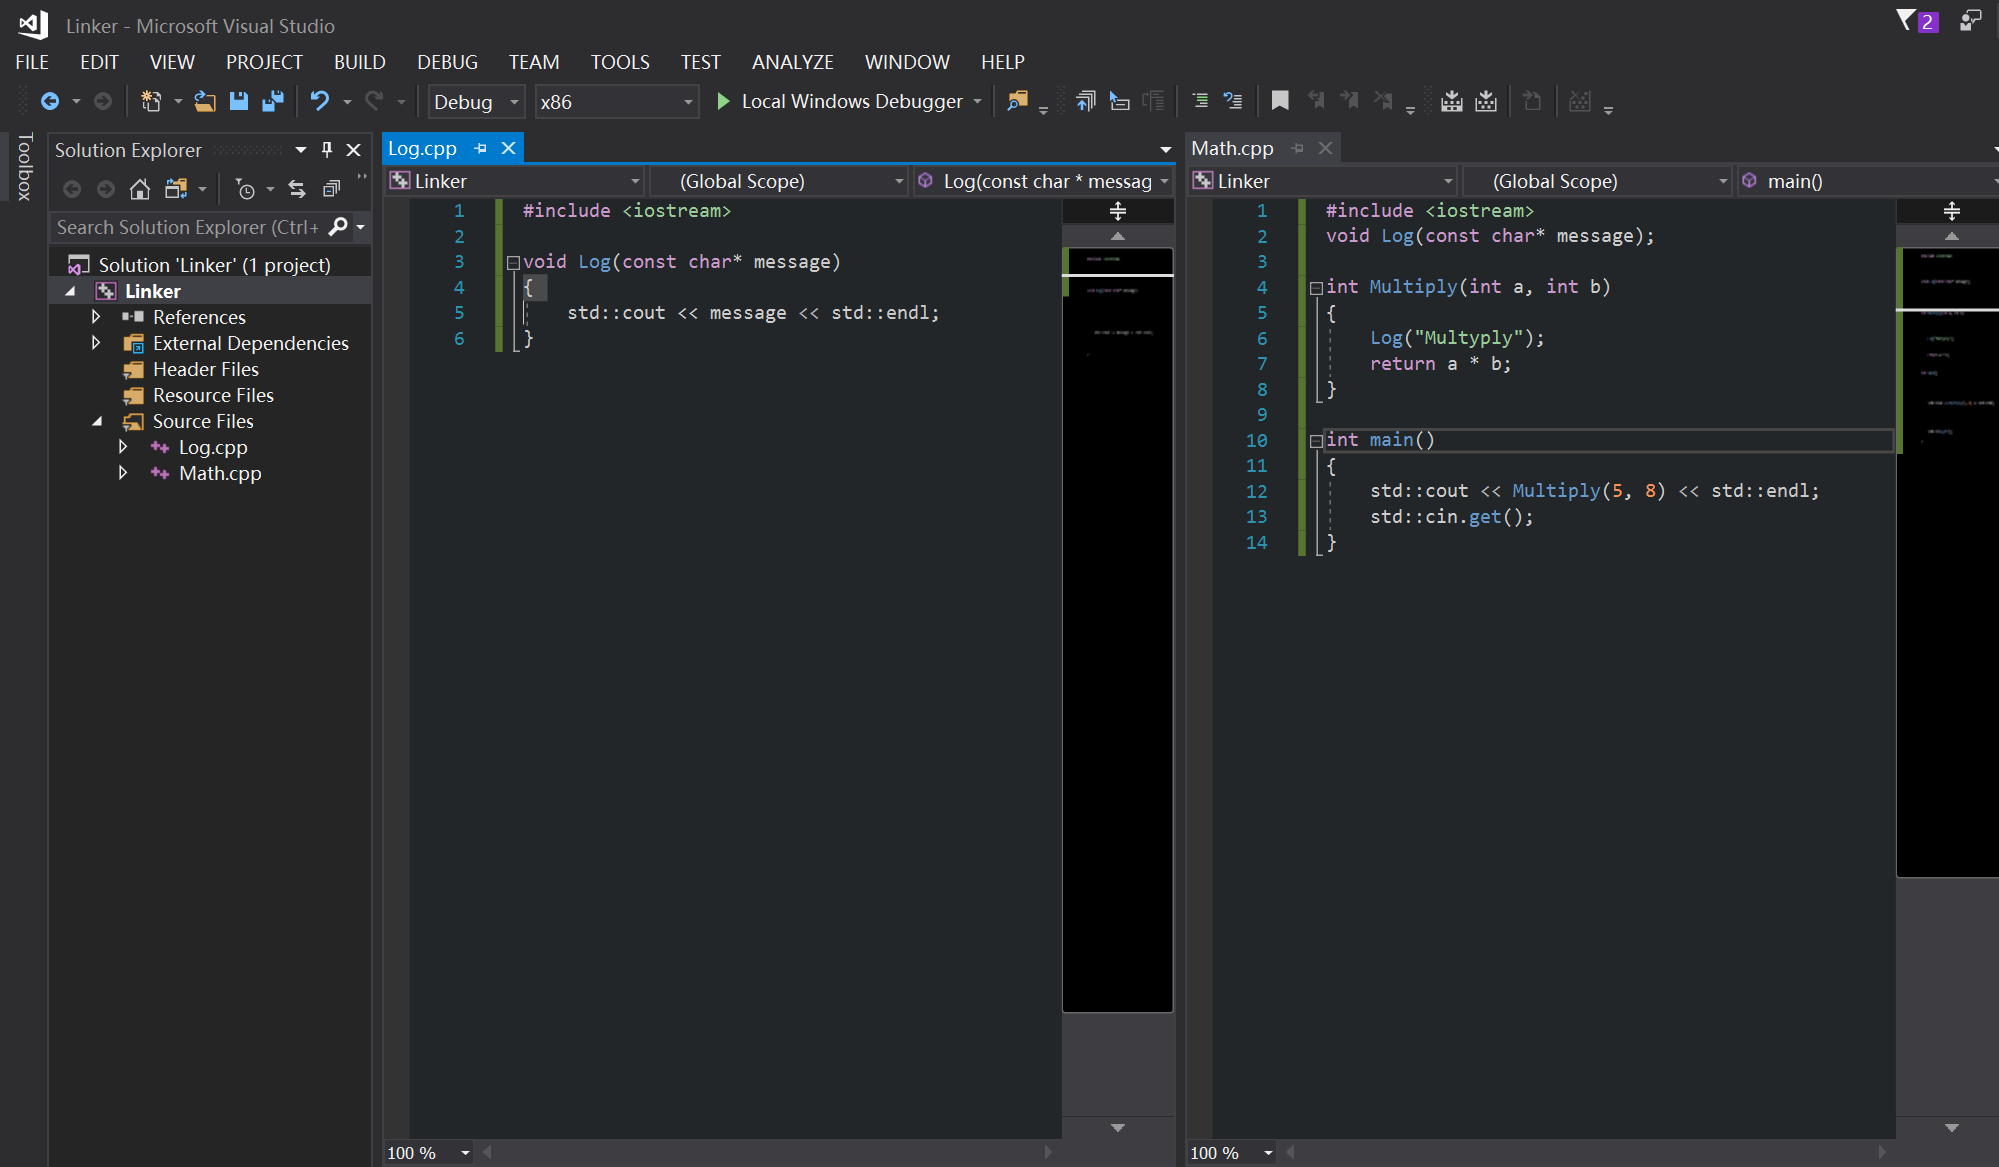 Linker - Microsoft Visual Studio
2
FILE EDIT VIEW PROJECT BUILD DEBUG TEAM TOOLS TEST ANALYZE WINDOW HELP
Debug x86 Local Windows Debugger
Toolbox
Solution Explorer
Search Solution Explorer (Ctrl+
Solution 'Linker' (1 project)
Linker
References
External Dependencies
Header Files
Resource Files
Source Files
Log.cpp
Math.cpp
Log.cpp
Linker (Global Scope) Log(const char * messag
1 #include <iostream>
2
3 void Log(const char* message)
4 {
5 std::cout << message << std::endl;
6 }
100 %
Math.cpp
Linker (Global Scope) main()
1 #include <iostream>
2 void Log(const char* message);
3
4 int Multiply(int a, int b)
5 {
6 Log("Multyply");
7 return a * b;
8 }
9
10 int main()
11 {
12 std::cout << Multiply(5, 8) << std::endl;
13 std::cin.get();
14 }
100 %